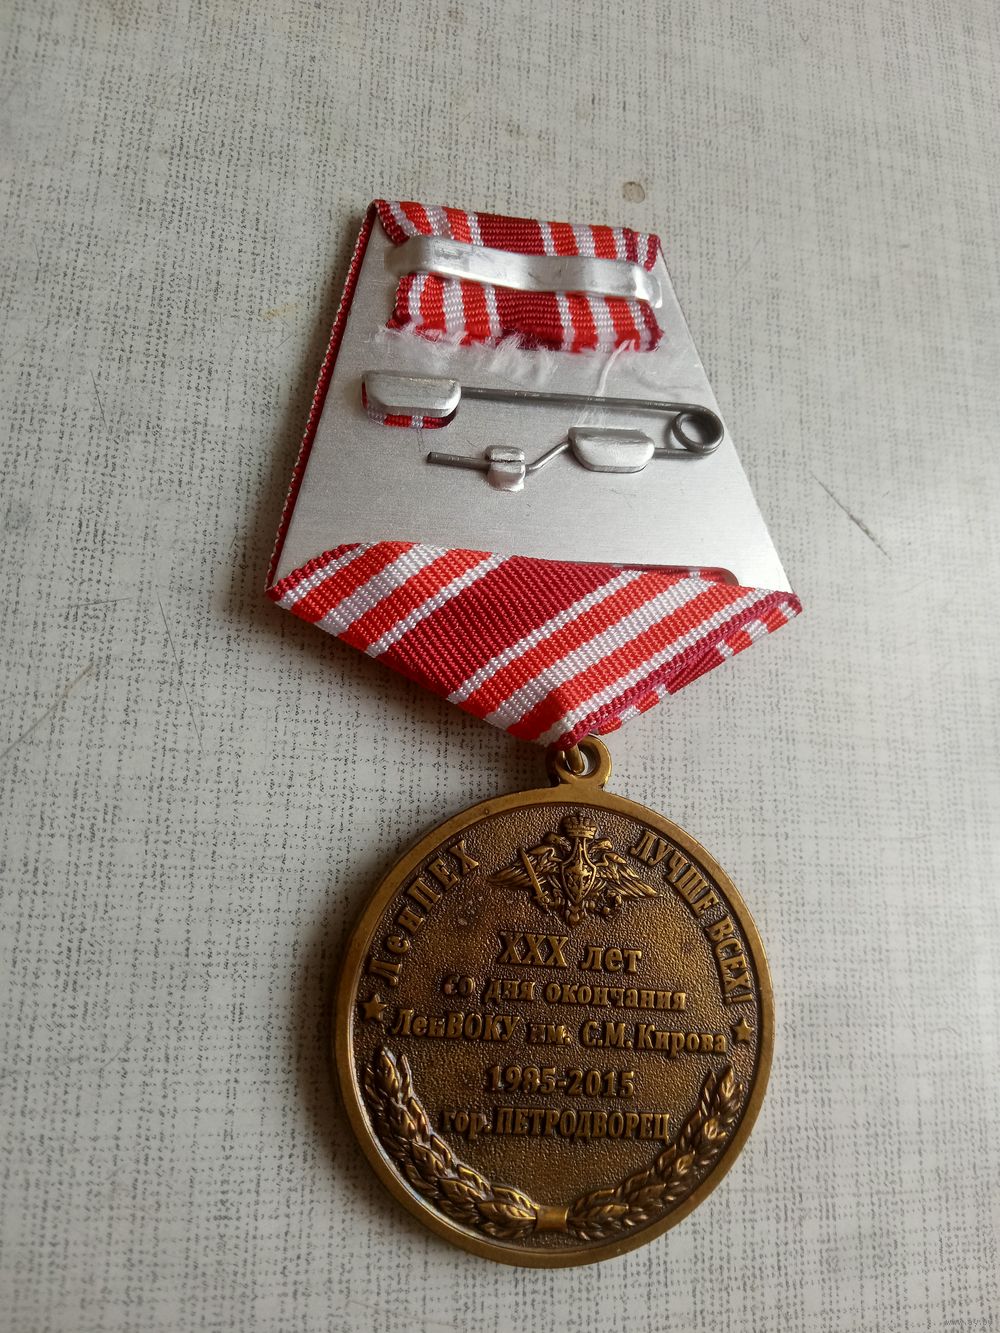 ЛенПЕХ ЛУЧШЕ ВСЕХ!
XXX лет
со дня окончания
ЛенВОКУ им. С.М. Кирова
1985-2015
гор. ПЕТРОДВОРЕЦ